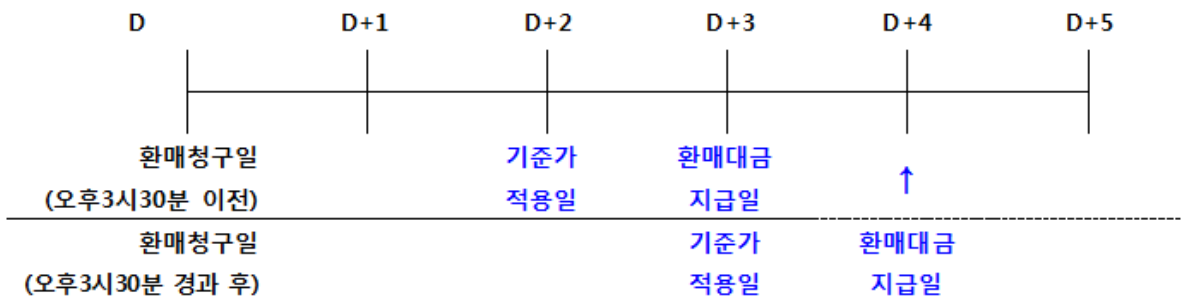 D D+1 D+2 D+3 D+4 D+5
환매청구일 기준가 환매대금
↑
(오후3시30분 이전) 적용일 지급일
환매청구일 기준가 환매대금
(오후3시30분 경과 후) 적용일 지급일